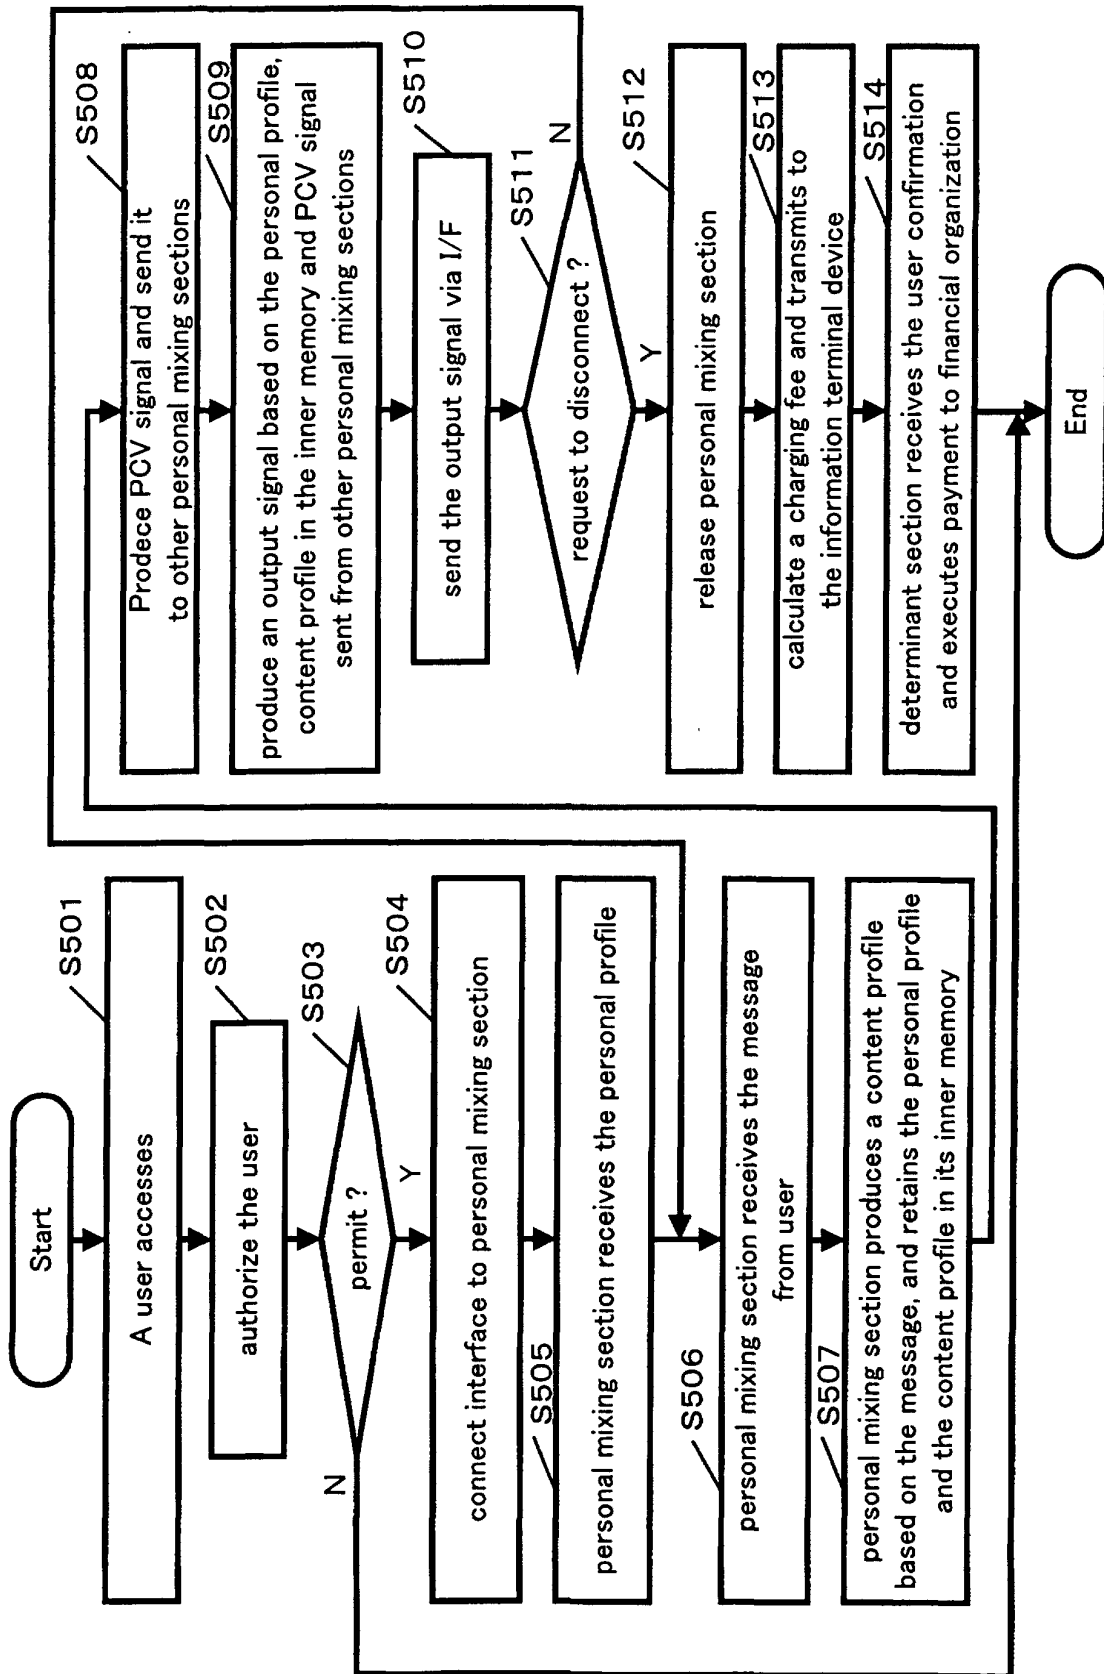 Start
S501
A user accesses
S502
authorize the user
S503
permit ?
N
Y
S504
connect interface to personal mixing section
S505
personal mixing section receives the personal profile
S506
personal mixing section receives the message
from user
S507
personal mixing section produces a content profile
based on the message, and retains the personal profile
and the content profile in its inner memory
S508
Prodece PCV signal and send it
to other personal mixing sections
S509
produce an output signal based on the personal profile,
content profile in the inner memory and PCV signal
sent from other personal mixing sections
S510
send the output signal via I/F
S511
request to disconnect ?
N
Y
S512
release personal mixing section
S513
calculate a charging fee and transmits to
the information terminal device
S514
determinant section receives the user confirmation
and executes payment to financial organization
End